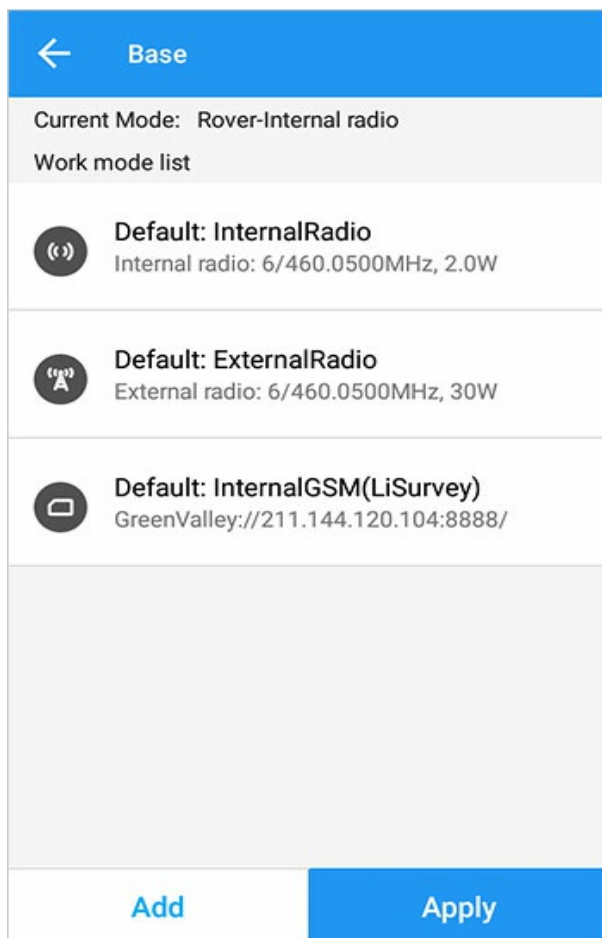 Base
Current Mode: Rover-Internal radio
Work mode list
Default: InternalRadio
Internal radio: 6/460.0500MHz, 2.0W
Default: ExternalRadio
External radio: 6/460.0500MHz, 30W
Default: InternalGSM(LiSurvey)
GreenValley://211.144.120.104:8888/
Add Apply